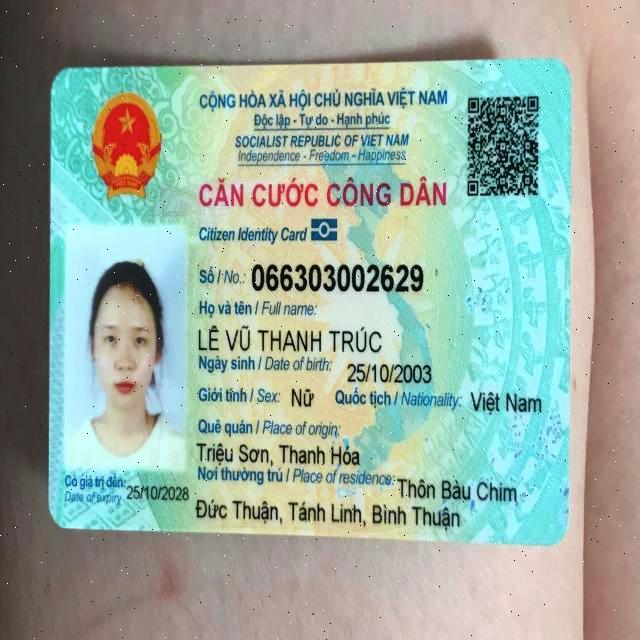 CỘNG HÒA XÃ HỘI CHỦ NGHĨA VIỆT NAM
Độc lập - Tự do - Hạnh phúc
SOCIALIST REPUBLIC OF VIET NAM
Independence - Freedom - Happiness
CĂN CƯỚC CÔNG DÂN
Citizen Identity Card
Số / No.: 066303002629
Họ và tên / Full name:
LÊ VŨ THANH TRÚC
Ngày sinh / Date of birth: 25/10/2003
Giới tính / Sex: Nữ Quốc tịch / Nationality: Việt Nam
Quê quán / Place of origin:
Triệu Sơn, Thanh Hóa
Nơi thường trú / Place of residence: Thôn Bàu Chim
Đức Thuận, Tánh Linh, Bình Thuận
Có giá trị đến: 25/10/2028
Date of expiry